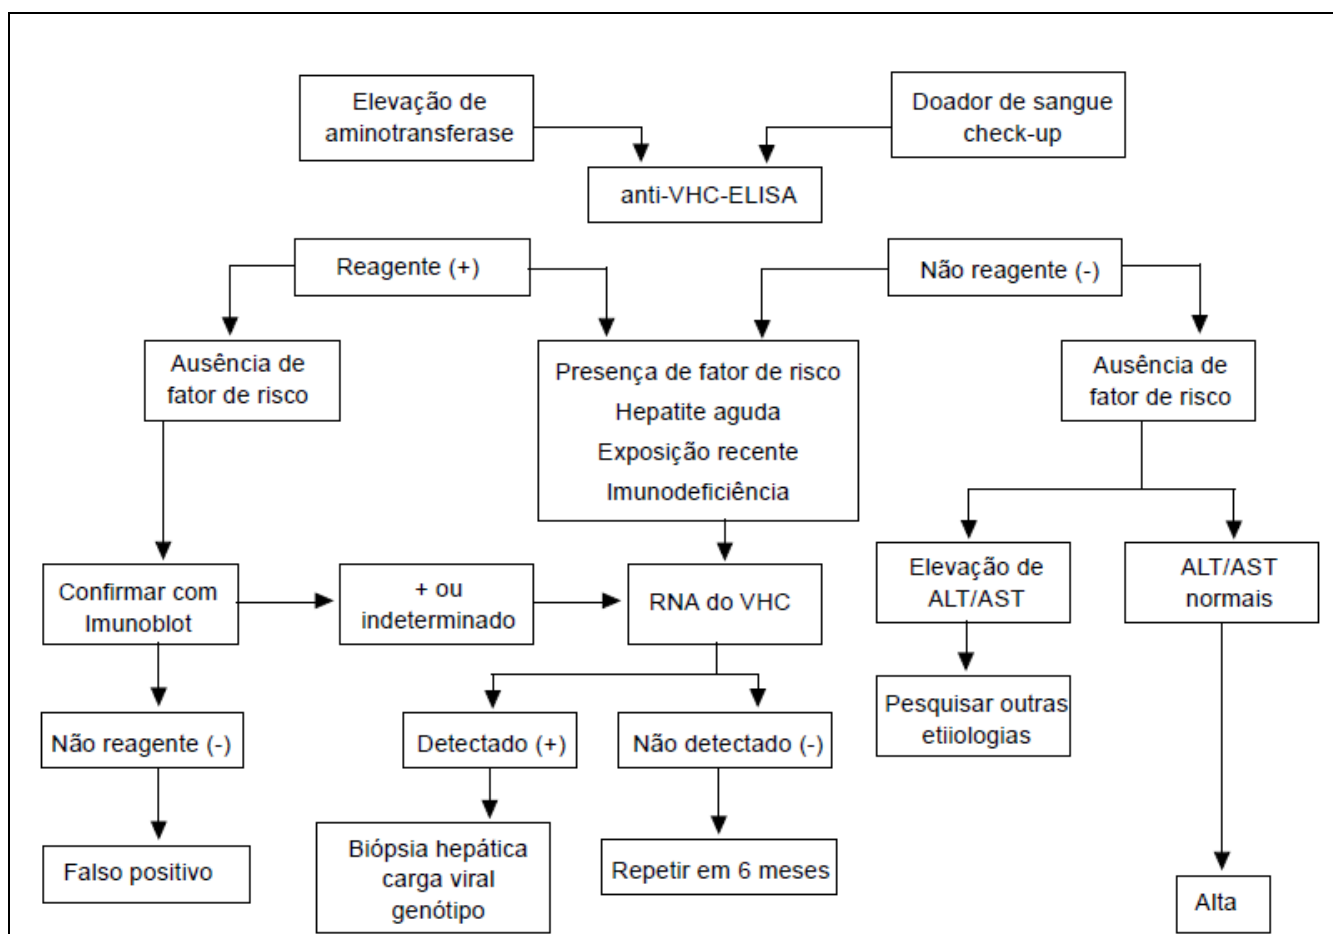 Elevação de
aminotransferase
Doador de sangue
check-up
anti-VHC-ELISA
Reagente (+)
Não reagente (-)
Ausência de
fator de risco
Presença de fator de risco
Hepatite aguda
Exposição recente
Imunodeficiência
Ausência de
fator de risco
Confirmar com
Imunoblot
+ ou
indeterminado
RNA do VHC
Elevação de
ALT/AST
ALT/AST
normais
Não reagente (-)
Detectado (+)
Não detectado (-)
Pesquisar outras
etiiologias
Falso positivo
Biópsia hepática
carga viral
genótipo
Repetir em 6 meses
Alta